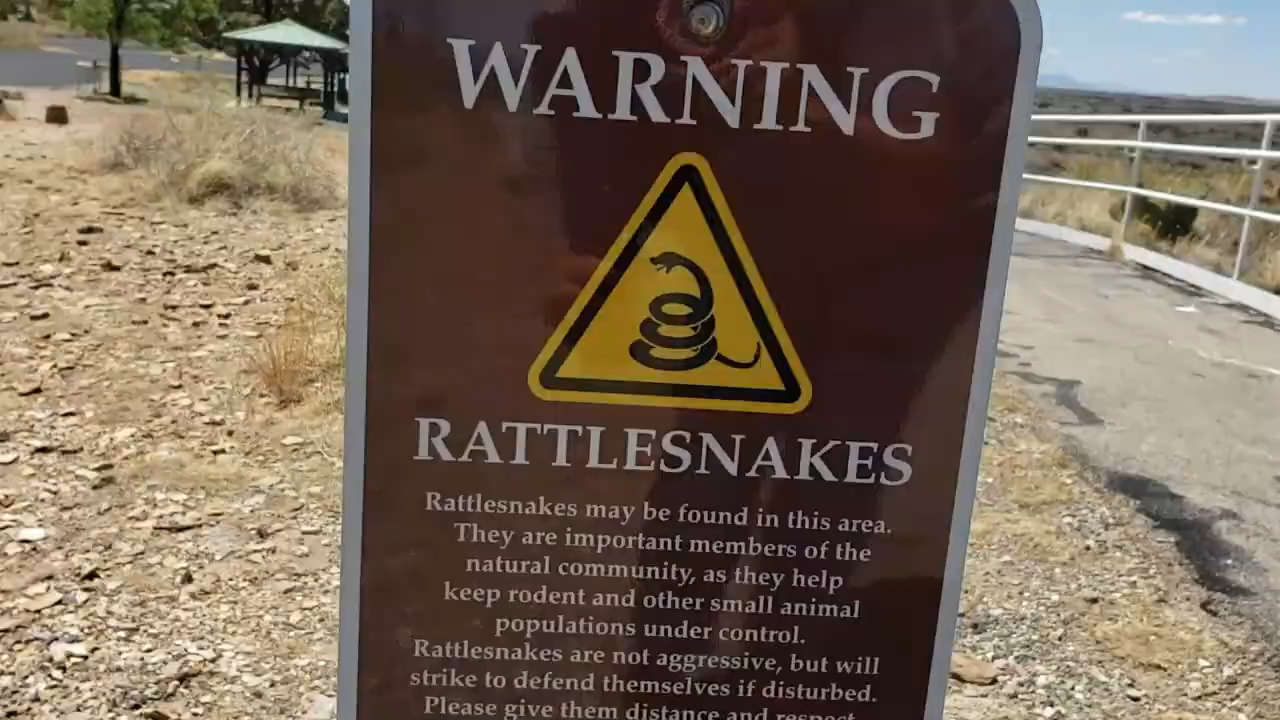 WARNING
RATTLESNAKES
Rattlesnakes may be found in this area.
They are important members of the
natural community, as they help
keep rodent and other small animal
populations under control.
Rattlesnakes are not aggressive, but will
strike to defend themselves if disturbed.
Please give them distance and respect.